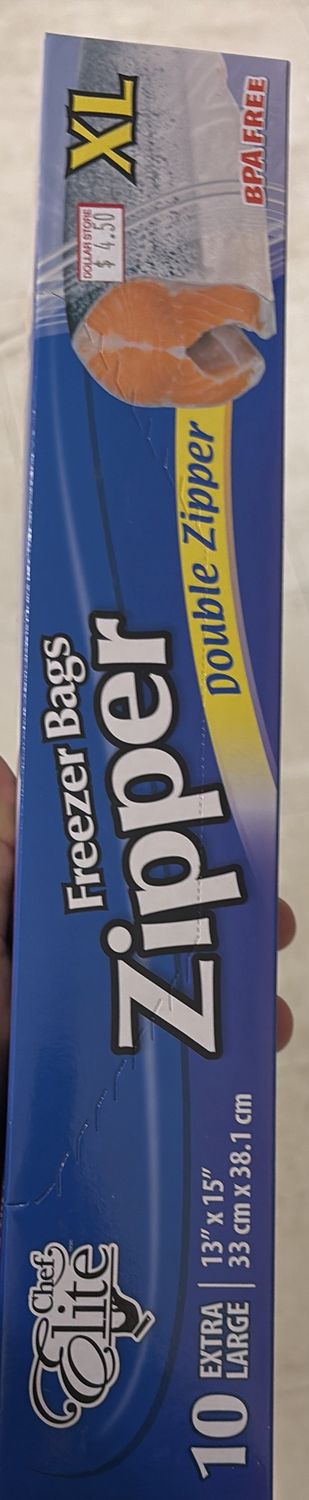 Chef
Elite
™
10 EXTRA
LARGE
13" x 15"
33 cm x 38.1 cm
Freezer Bags
Zipper
Double Zipper
XL
DOLLAR STORE
$ 4.50
BPA FREE